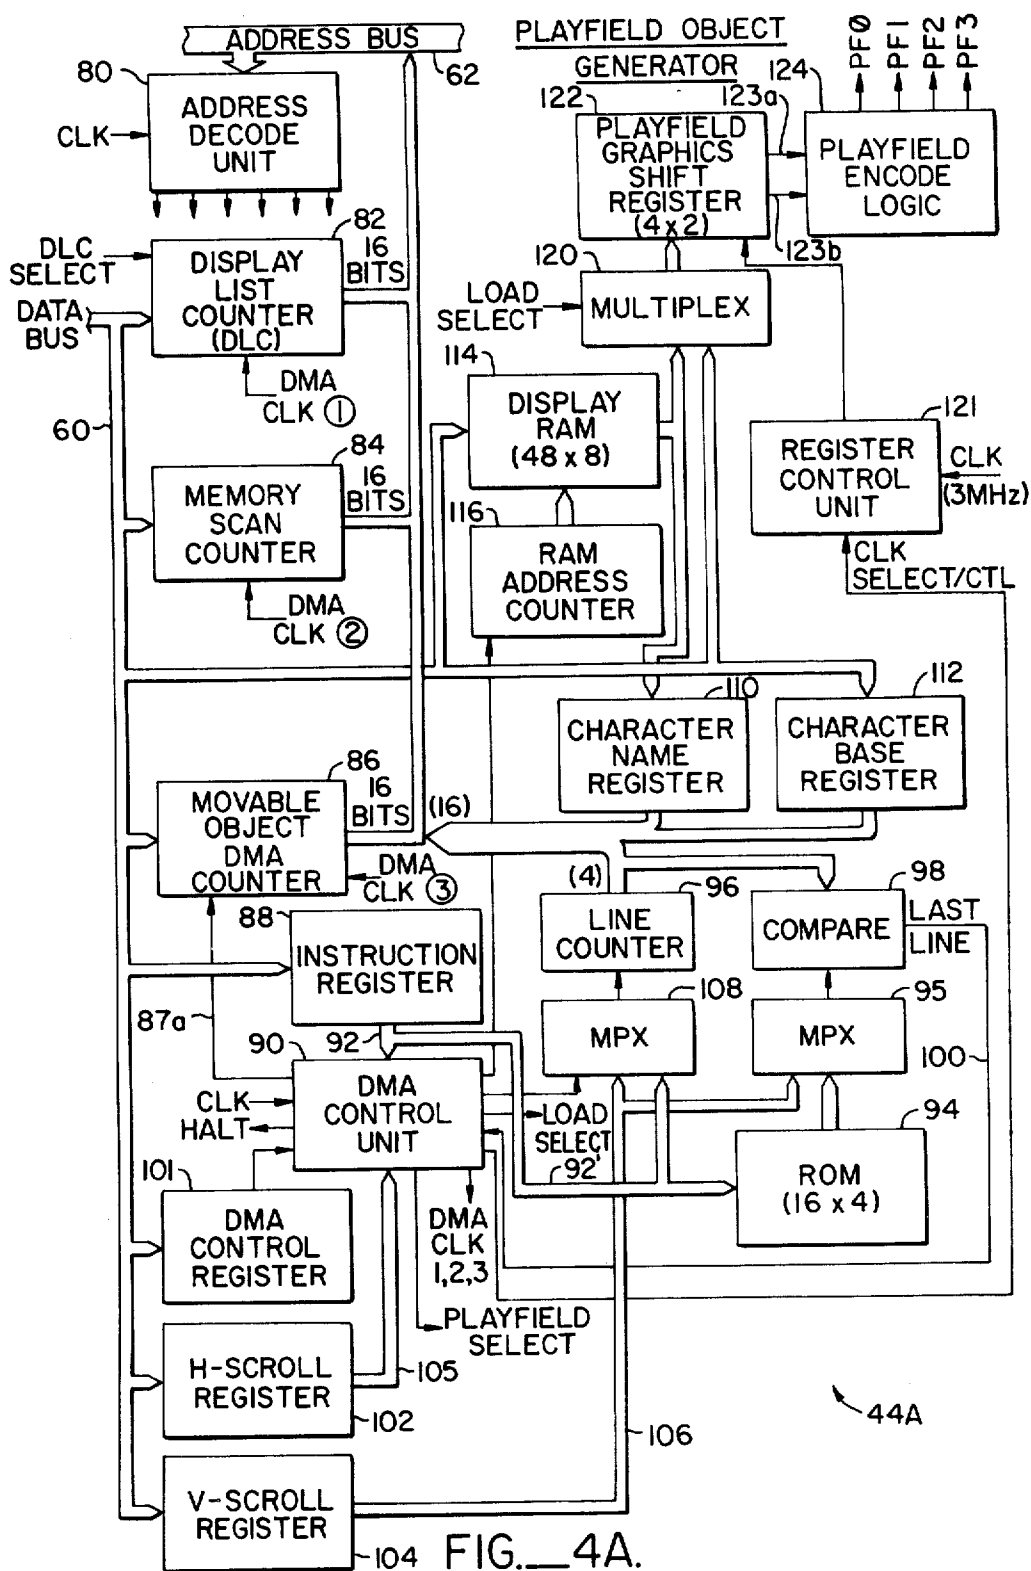 ADDRESS BUS
62
PLAYFIELD OBJECT
GENERATOR
PF0
PF1
PF2
PF3
80
ADDRESS
DECODE
UNIT
CLK
122
123a
124
PLAYFIELD
GRAPHICS
SHIFT
REGISTER
(4 x 2)
PLAYFIELD
ENCODE
LOGIC
123b
82
DLC
SELECT
DISPLAY
LIST
COUNTER
(DLC)
16
BITS
DATA
BUS
DMA
CLK 1
60
120
LOAD
SELECT
MULTIPLEX
114
DISPLAY
RAM
(48 x 8)
121
REGISTER
CONTROL
UNIT
CLK
(3MHz)
CLK
SELECT/CTL
84
MEMORY
SCAN
COUNTER
16
BITS
DMA
CLK 2
116
RAM
ADDRESS
COUNTER
110
CHARACTER
NAME
REGISTER
112
CHARACTER
BASE
REGISTER
86
MOVABLE
OBJECT
DMA
COUNTER
16
BITS
(16)
DMA
CLK 3
(4)
96
LINE
COUNTER
98
COMPARE
LAST
LINE
88
INSTRUCTION
REGISTER
87a
92
108
MPX
95
MPX
100
90
DMA
CONTROL
UNIT
CLK
HALT
LOAD
SELECT
92'
94
ROM
(16 x 4)
101
DMA
CONTROL
REGISTER
DMA
CLK
1,2,3
PLAYFIELD
SELECT
H-SCROLL
REGISTER
102
105
106
44A
V-SCROLL
REGISTER
104
FIG._4A.